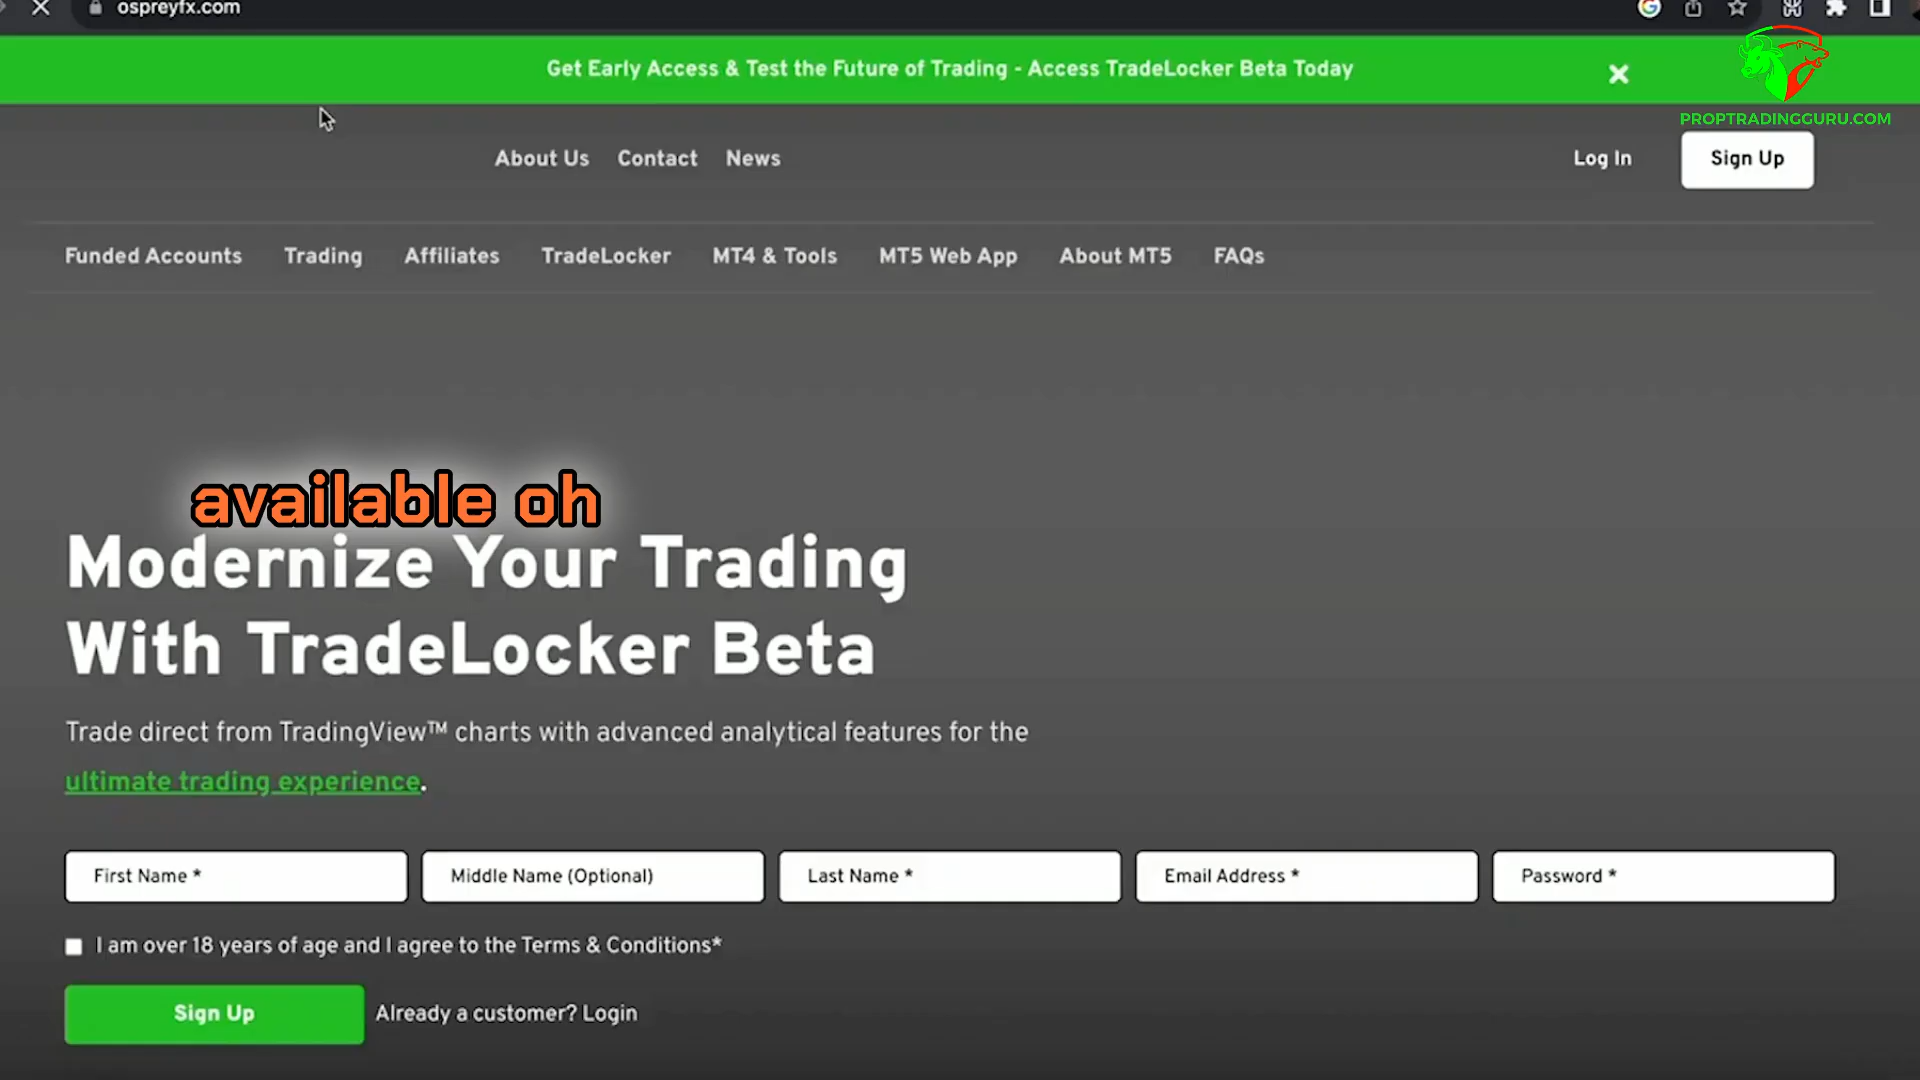 ospreyfx.com
Get Early Access & Test the Future of Trading - Access TradeLocker Beta Today
PROPTRADINGGURU.COM
About Us Contact News
Log In Sign Up
Funded Accounts Trading Affiliates TradeLocker MT4 & Tools MT5 Web App About MT5 FAQs
available oh
Modernize Your Trading
With TradeLocker Beta
Trade direct from TradingView™ charts with advanced analytical features for the
ultimate trading experience.
First Name * Middle Name (Optional) Last Name * Email Address * Password *
I am over 18 years of age and I agree to the Terms & Conditions*
Sign Up Already a customer? Login